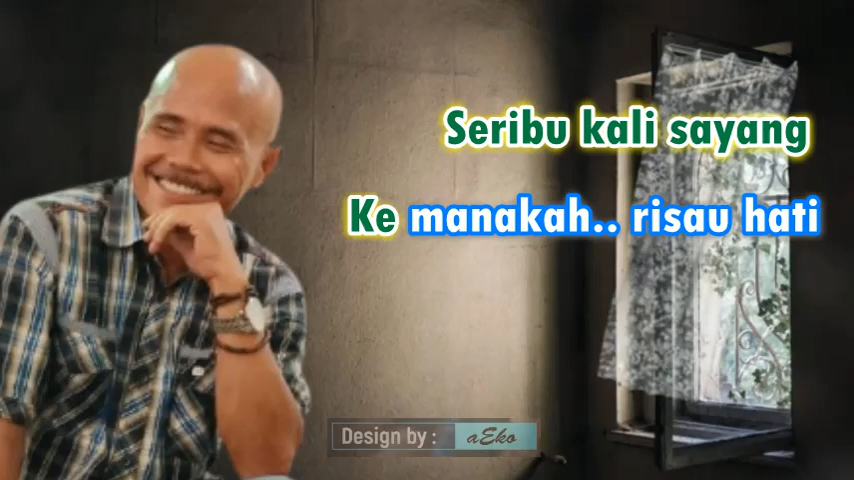 Seribu kali sayang
Ke manakah.. risau hati
Design by : aEko